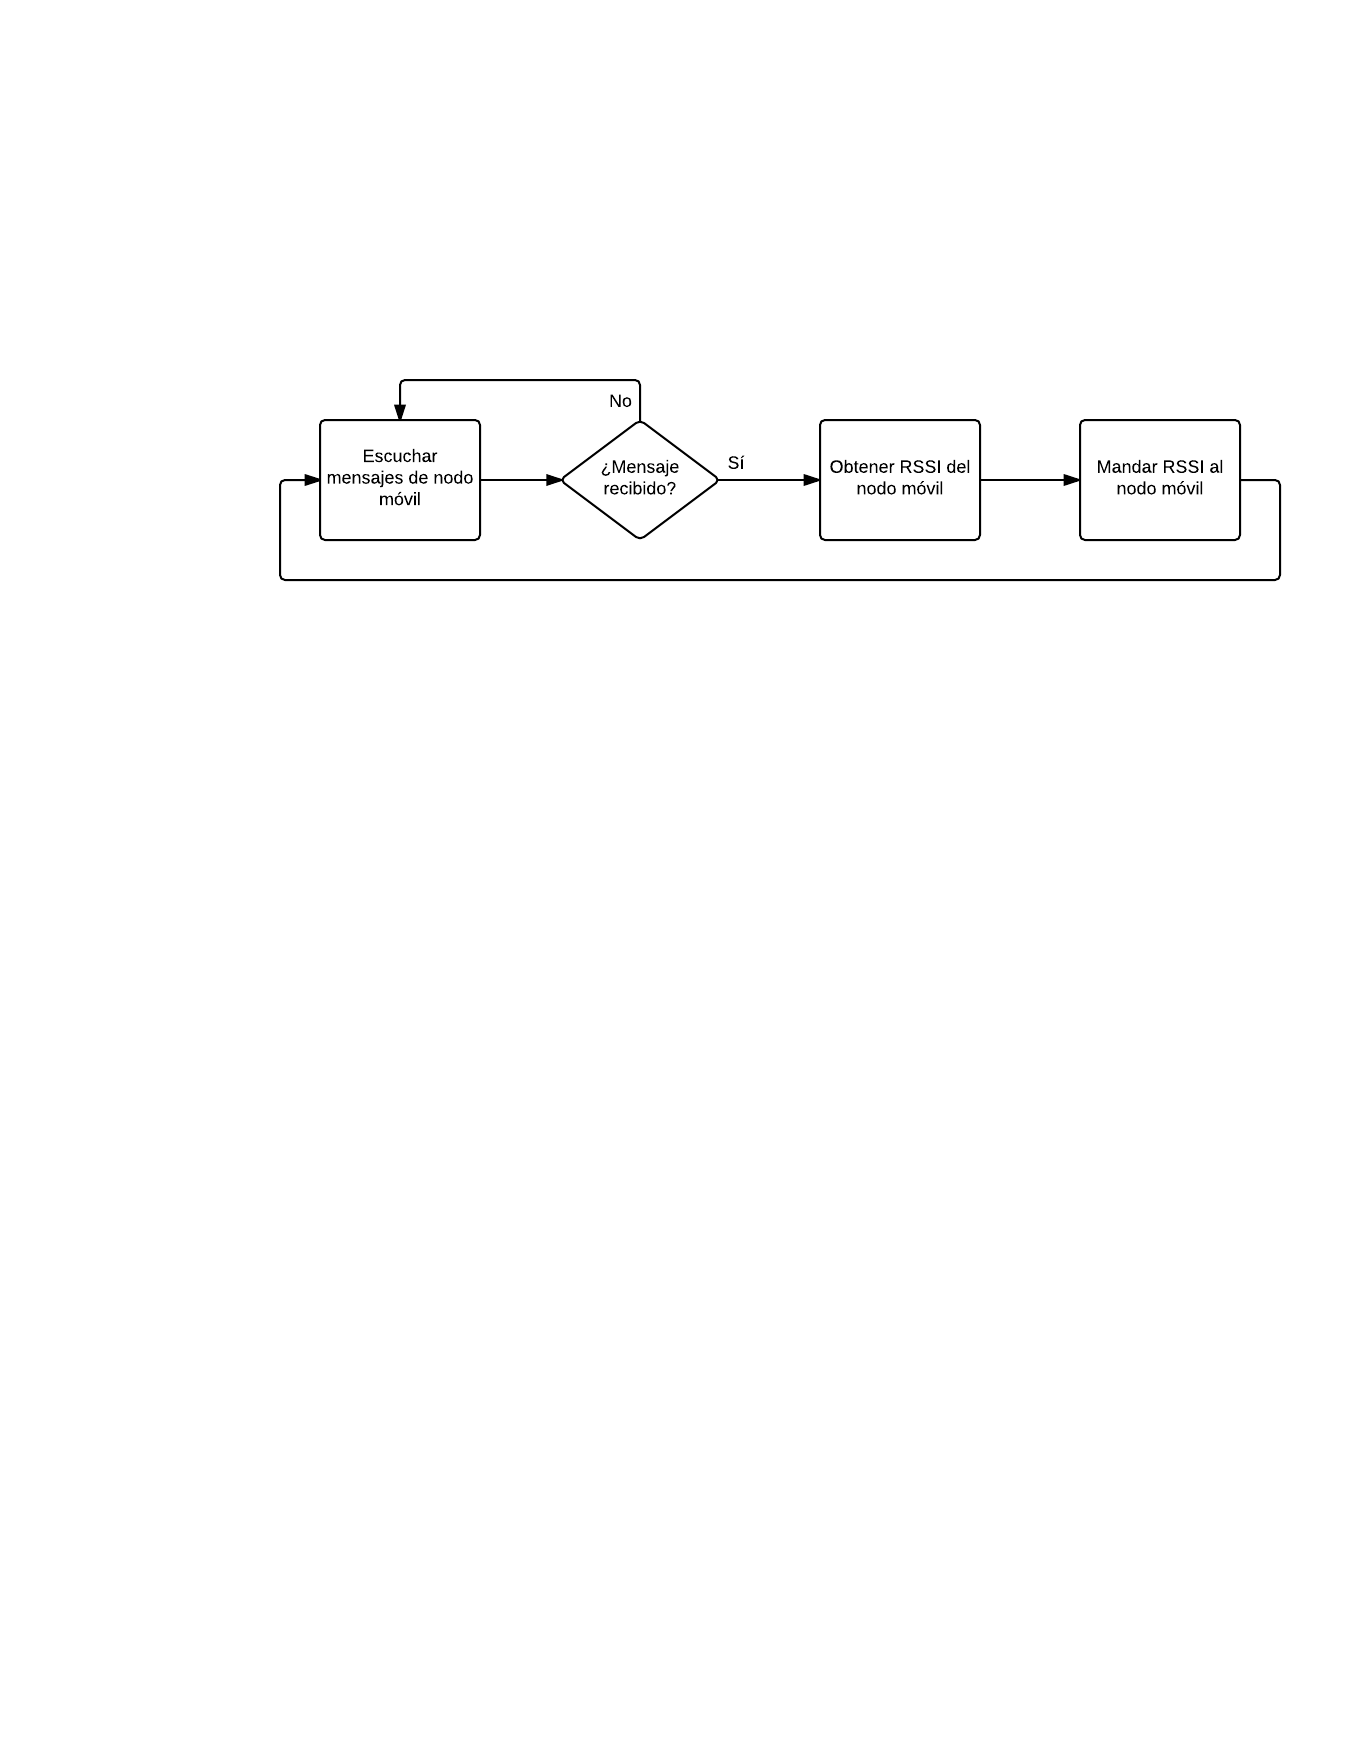 No
Escuchar
mensajes de nodo
móvil
¿Mensaje
recibido?
Sí
Obtener RSSI del
nodo móvil
Mandar RSSI al
nodo móvil